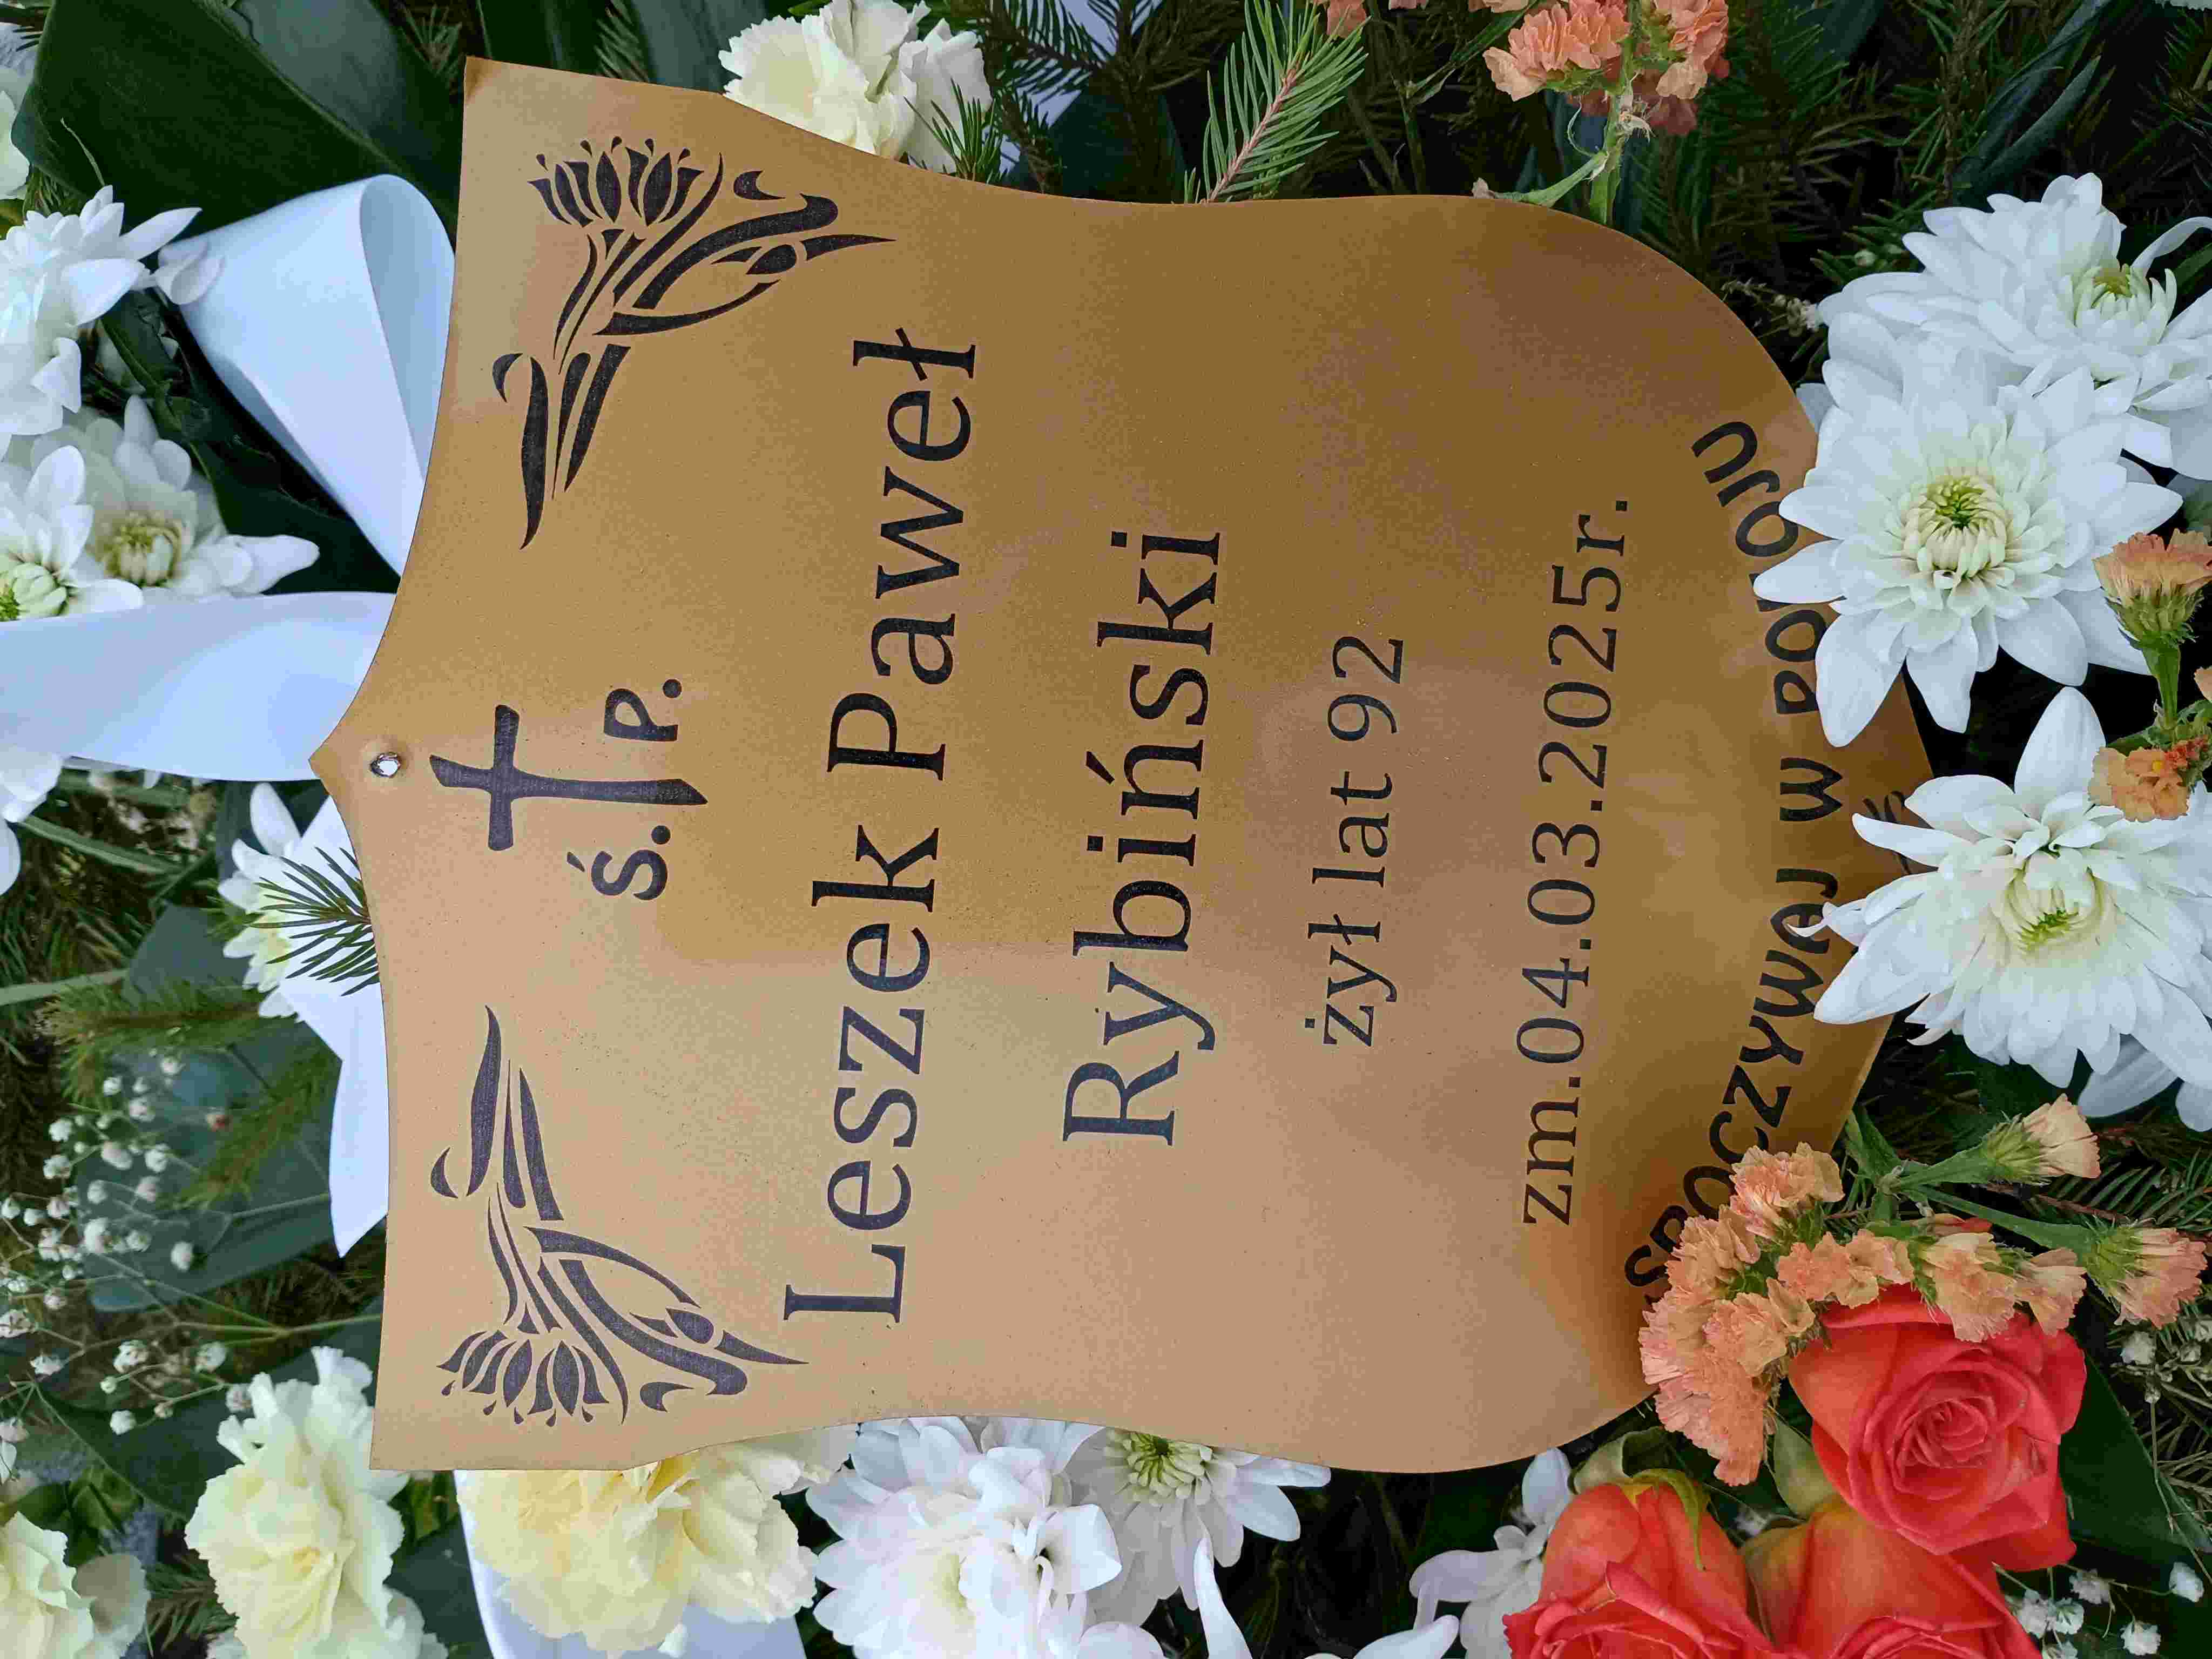 Ś. P.
Leszek Paweł
Rybiński
żył lat 92
zm.04.03.2025r.
SPOCZYWAJ W POKOJU